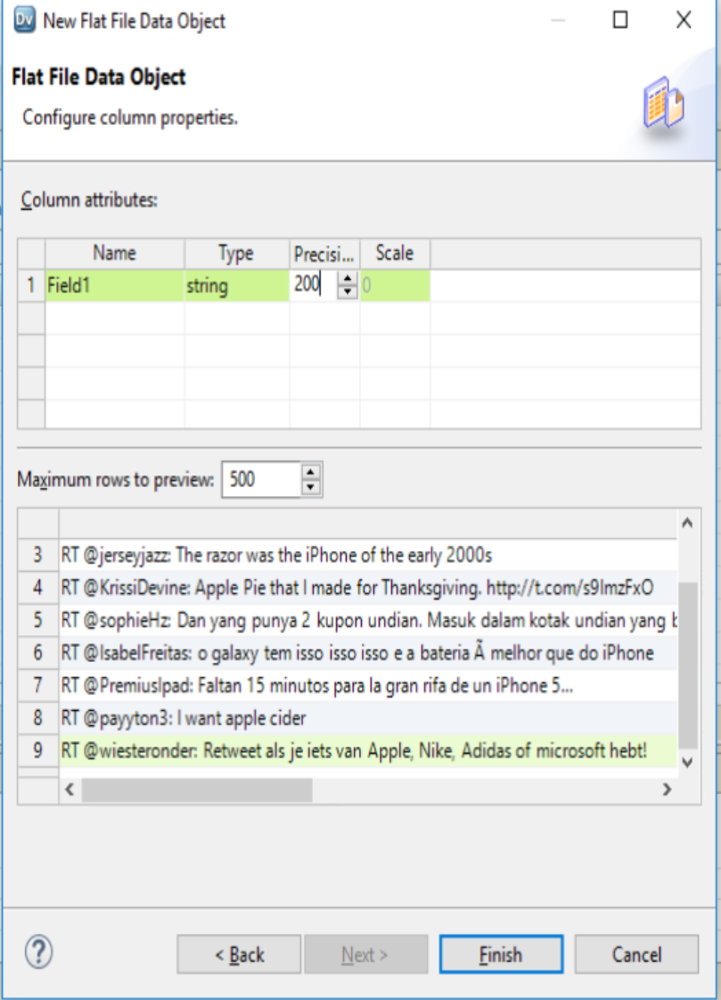 Dv New Flat File Data Object
Flat File Data Object
Configure column properties.
Column attributes:
Name Type Precisi... Scale
1 Field1 string 200 0
Maximum rows to preview: 500
3 RT @jerseyjazz: The razor was the iPhone of the early 2000s
4 RT @KrissiDevine: Apple Pie that I made for Thanksgiving. http://t.com/s9ImzFxO
5 RT @sophieHz: Dan yang punya 2 kupon undian. Masuk dalam kotak undian yang b
6 RT @IsabelFreitas: o galaxy tem isso isso isso e a bateria Ã melhor que do iPhone
7 RT @PremiusIpad: Faltan 15 minutos para la gran rifa de un iPhone 5...
8 RT @payyton3: I want apple cider
9 RT @wiesteronder: Retweet als je iets van Apple, Nike, Adidas of microsoft hebt!
? < Back Next > Finish Cancel